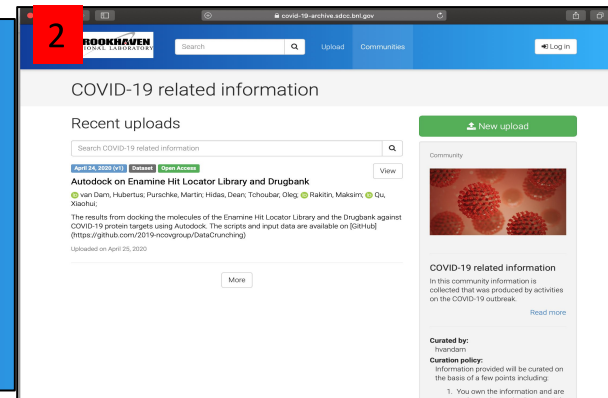 2
covid-19-archive.sdcc.bnl.gov
BROOKHAVEN
NATIONAL LABORATORY
Search
Upload
Communities
Log in
COVID-19 related information
Recent uploads
New upload
Search COVID-19 related information
April 24, 2020 (v1) Dataset Open Access
View
Autodock on Enamine Hit Locator Library and Drugbank
van Dam, Hubertus; Purschke, Martin; Hidas, Dean; Tchoubar, Oleg; Rakitin, Maksim; Qu,
Xiaohui;
The results from docking the molecules of the Enamine Hit Locator Library and the Drugbank against
COVID-19 protein targets using Autodock. The scripts and input data are available on [GitHub]
(https://github.com/2019-ncovgroup/DataCrunching)
Uploaded on April 25, 2020
More
Community
COVID-19 related information
In this community information is
collected that was produced by activities
on the COVID-19 outbreak.
Read more
Curated by:
hvandam
Curation policy:
Information provided will be curated on
the basis of a few points including:
1. You own the information and are